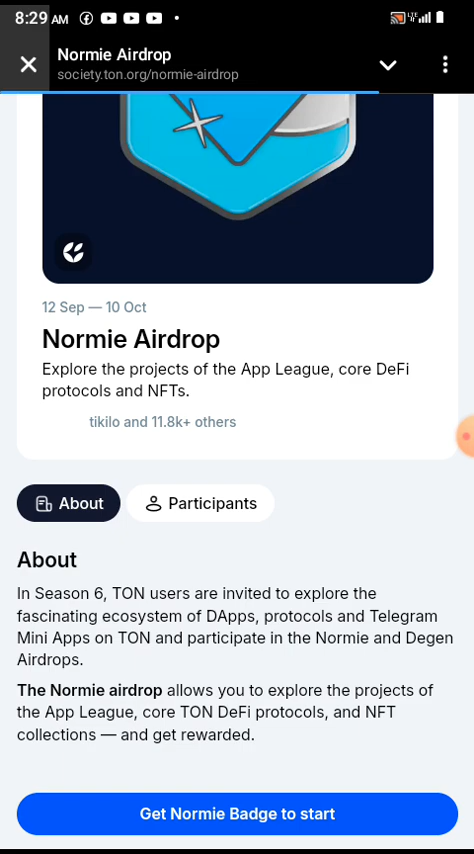 8:29 AM
Normie Airdrop
society.ton.org/normie-airdrop
12 Sep — 10 Oct
Normie Airdrop
Explore the projects of the App League, core DeFi
protocols and NFTs.
tikilo and 11.8k+ others
About
Participants
About
In Season 6, TON users are invited to explore the
fascinating ecosystem of DApps, protocols and Telegram
Mini Apps on TON and participate in the Normie and Degen
Airdrops.
The Normie airdrop allows you to explore the projects of
the App League, core TON DeFi protocols, and NFT
collections — and get rewarded.
Get Normie Badge to start